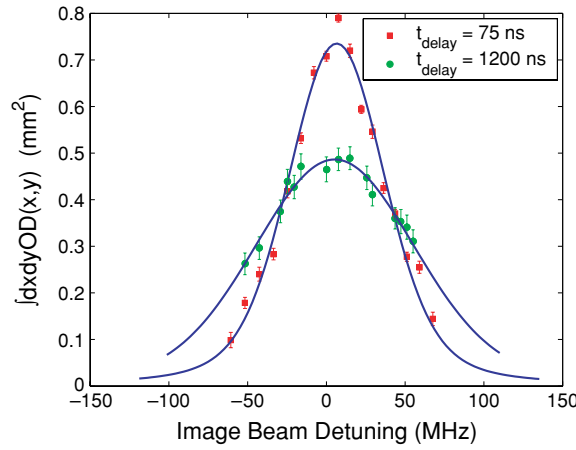 t_delay = 75 ns
t_delay = 1200 ns
0.8
0.7
0.6
0.5
0.4
0.3
0.2
0.1
0
∫dxdyOD(x,y) (mm²)
−150 −100 −50 0 50 100 150
Image Beam Detuning (MHz)